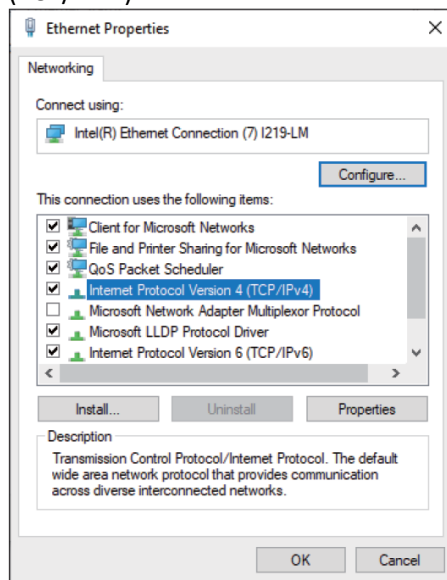 Ethernet Properties
Networking
Connect using:
Intel(R) Ethernet Connection (7) I219-LM
Configure...
This connection uses the following items:
Client for Microsoft Networks
File and Printer Sharing for Microsoft Networks
QoS Packet Scheduler
Internet Protocol Version 4 (TCP/IPv4)
Microsoft Network Adapter Multiplexor Protocol
Microsoft LLDP Protocol Driver
Internet Protocol Version 6 (TCP/IPv6)
Install... Uninstall Properties
Description
Transmission Control Protocol/Internet Protocol. The default
wide area network protocol that provides communication
across diverse interconnected networks.
OK Cancel